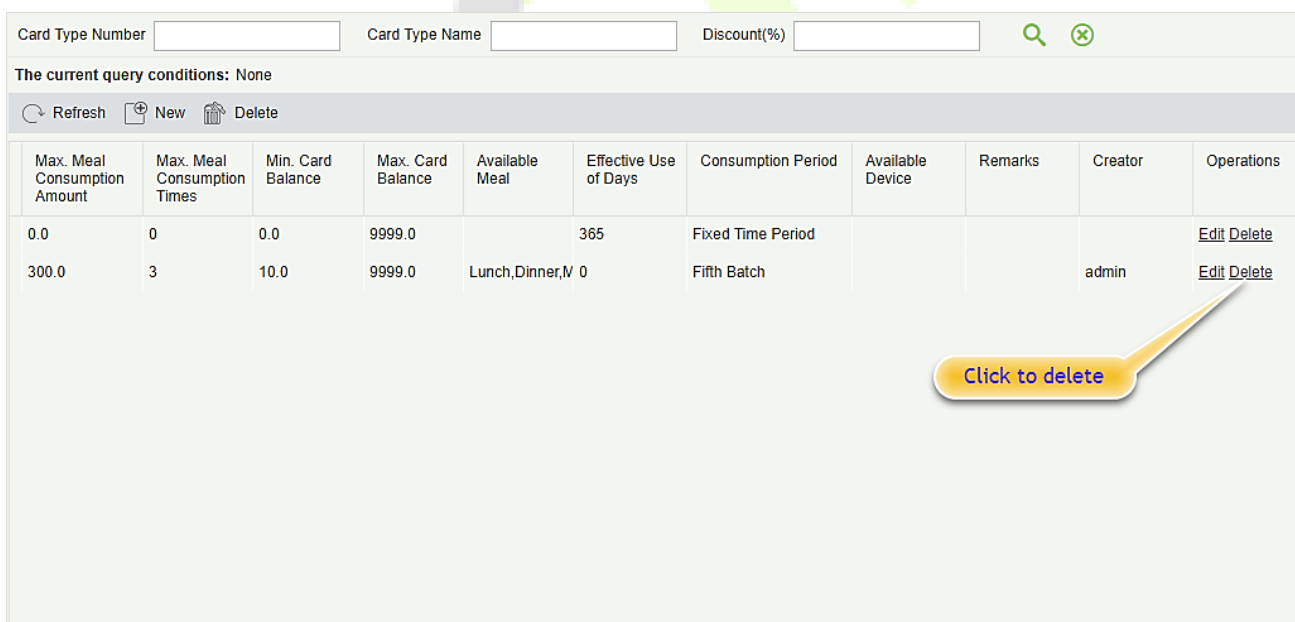 Card Type Number Card Type Name Discount(%)
The current query conditions: None
Refresh New Delete
Max. Meal Consumption Amount Max. Meal Consumption Times Min. Card Balance Max. Card Balance Available Meal Effective Use of Days Consumption Period Available Device Remarks Creator Operations
0.0 0 0.0 9999.0 365 Fixed Time Period Edit Delete
300.0 3 10.0 9999.0 Lunch,Dinner,M 0 Fifth Batch admin Edit Delete
Click to delete